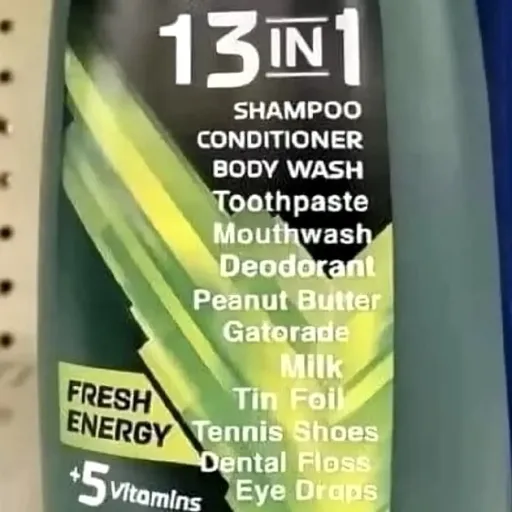 13 IN 1
SHAMPOO
CONDITIONER
BODY WASH
Toothpaste
Mouthwash
Deodorant
Peanut Butter
Gatorade
Milk
Tin Foil
Tennis Shoes
Dental Floss
Eye Drops
FRESH
ENERGY
+5 Vitamins